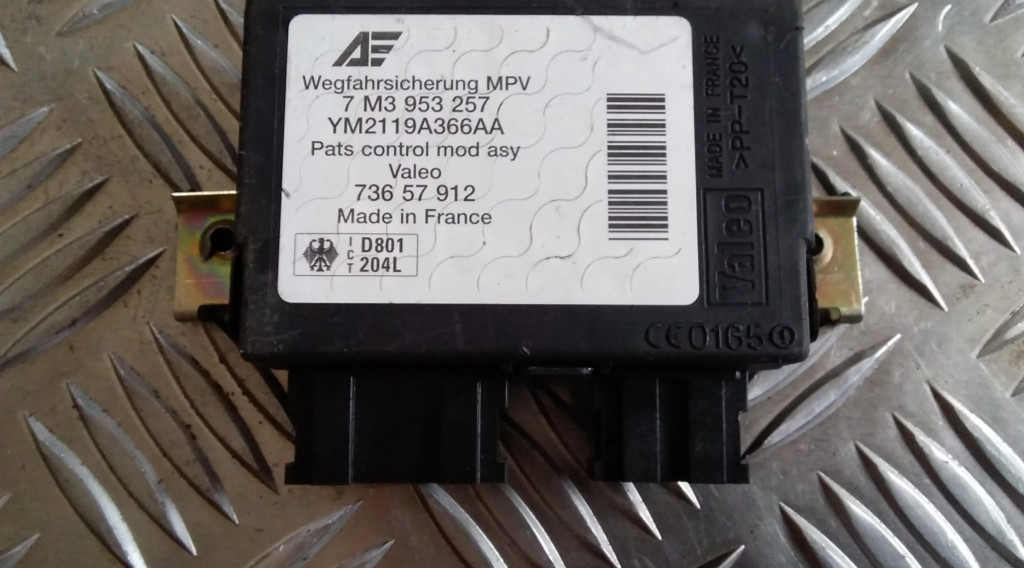 AE
Wegfahrsicherung MPV
7 M3 953 257
YM2119A366AA
Pats control mod asy
Valeo
736 57 912
Made in France
ICT
D801
204L
MADE IN FRANCE
>PP-T20<
Valeo
CE0165